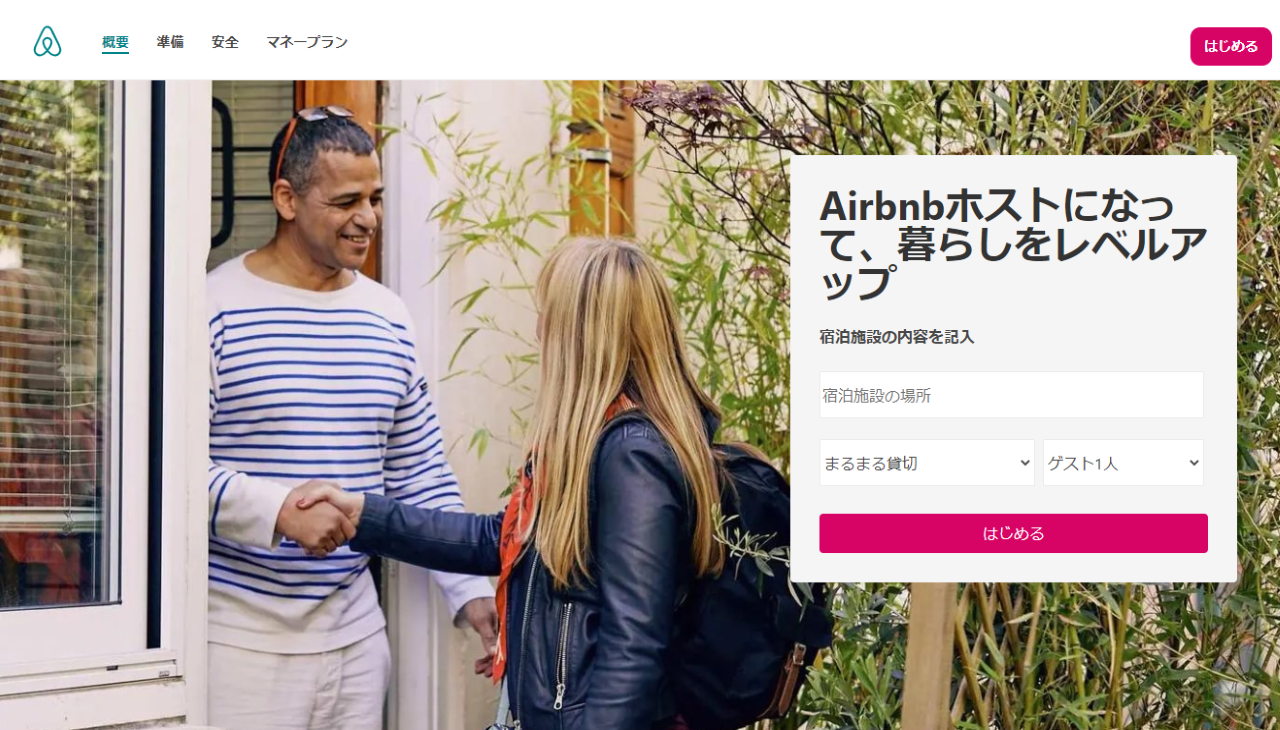 概要 準備 安全 マネープラン はじめる
Airbnbホストになっ
て、暮らしをレベルア
ップ
宿泊施設の内容を記入
宿泊施設の場所
まるまる貸切 ゲスト1人
はじめる